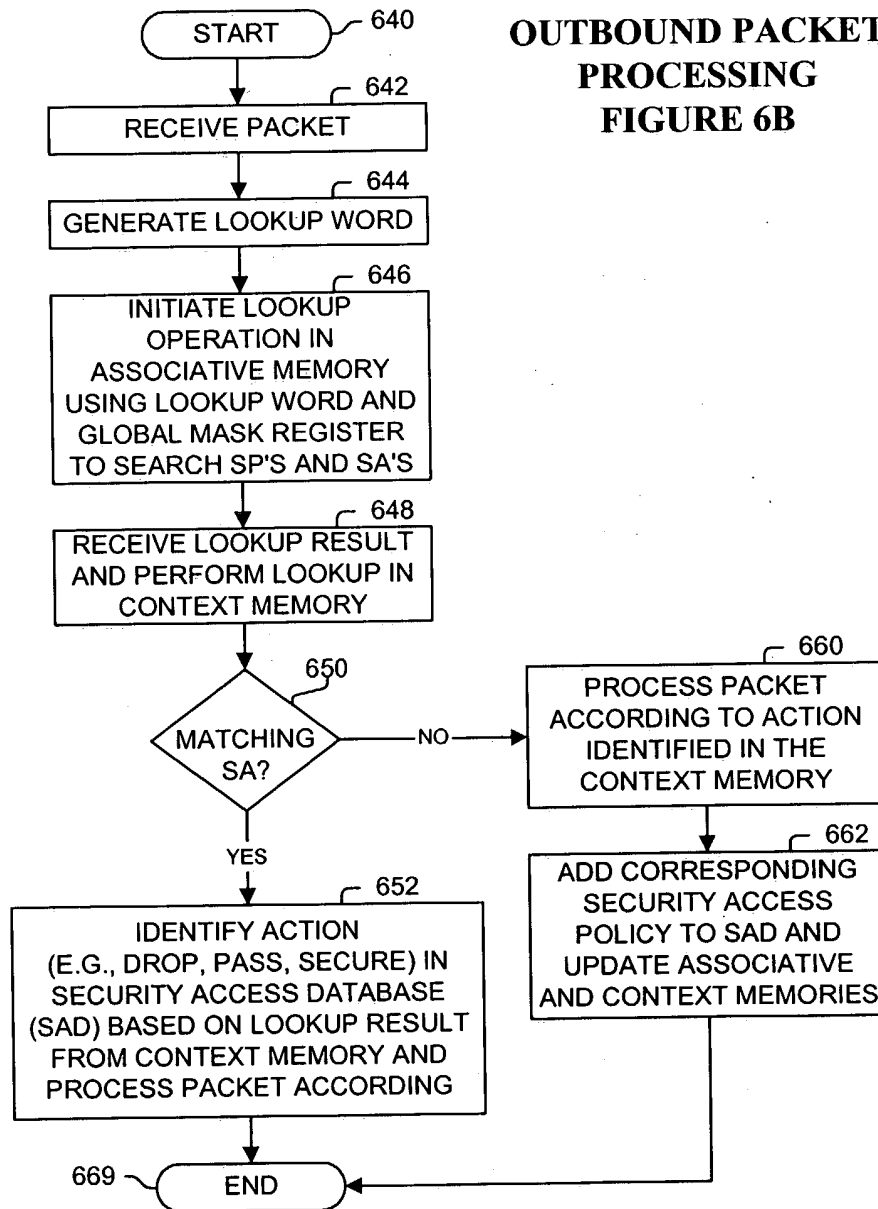 OUTBOUND PACKET
PROCESSING
FIGURE 6B
START
640
642
RECEIVE PACKET
644
GENERATE LOOKUP WORD
646
INITIATE LOOKUP
OPERATION IN
ASSOCIATIVE MEMORY
USING LOOKUP WORD AND
GLOBAL MASK REGISTER
TO SEARCH SP'S AND SA'S
648
RECEIVE LOOKUP RESULT
AND PERFORM LOOKUP IN
CONTEXT MEMORY
650
MATCHING
SA?
NO
660
PROCESS PACKET
ACCORDING TO ACTION
IDENTIFIED IN THE
CONTEXT MEMORY
662
ADD CORRESPONDING
SECURITY ACCESS
POLICY TO SAD AND
UPDATE ASSOCIATIVE
AND CONTEXT MEMORIES
YES
652
IDENTIFY ACTION
(E.G., DROP, PASS, SECURE) IN
SECURITY ACCESS DATABASE
(SAD) BASED ON LOOKUP RESULT
FROM CONTEXT MEMORY AND
PROCESS PACKET ACCORDING
669
END